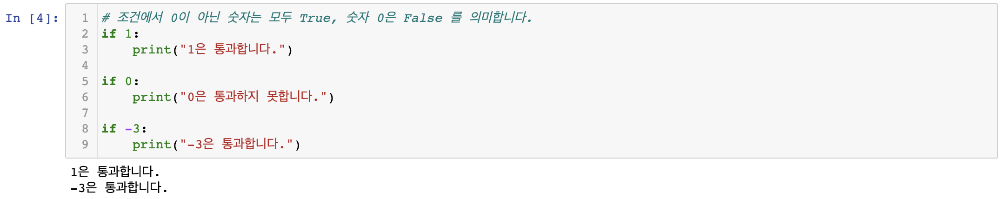 In [4]:
1 # 조건에서 0이 아닌 숫자는 모두 True, 숫자 0은 False 를 의미합니다.
2 if 1:
3     print("1은 통과합니다.")
4
5 if 0:
6     print("0은 통과하지 못합니다.")
7
8 if -3:
9     print("-3은 통과합니다.")
1은 통과합니다.
-3은 통과합니다.